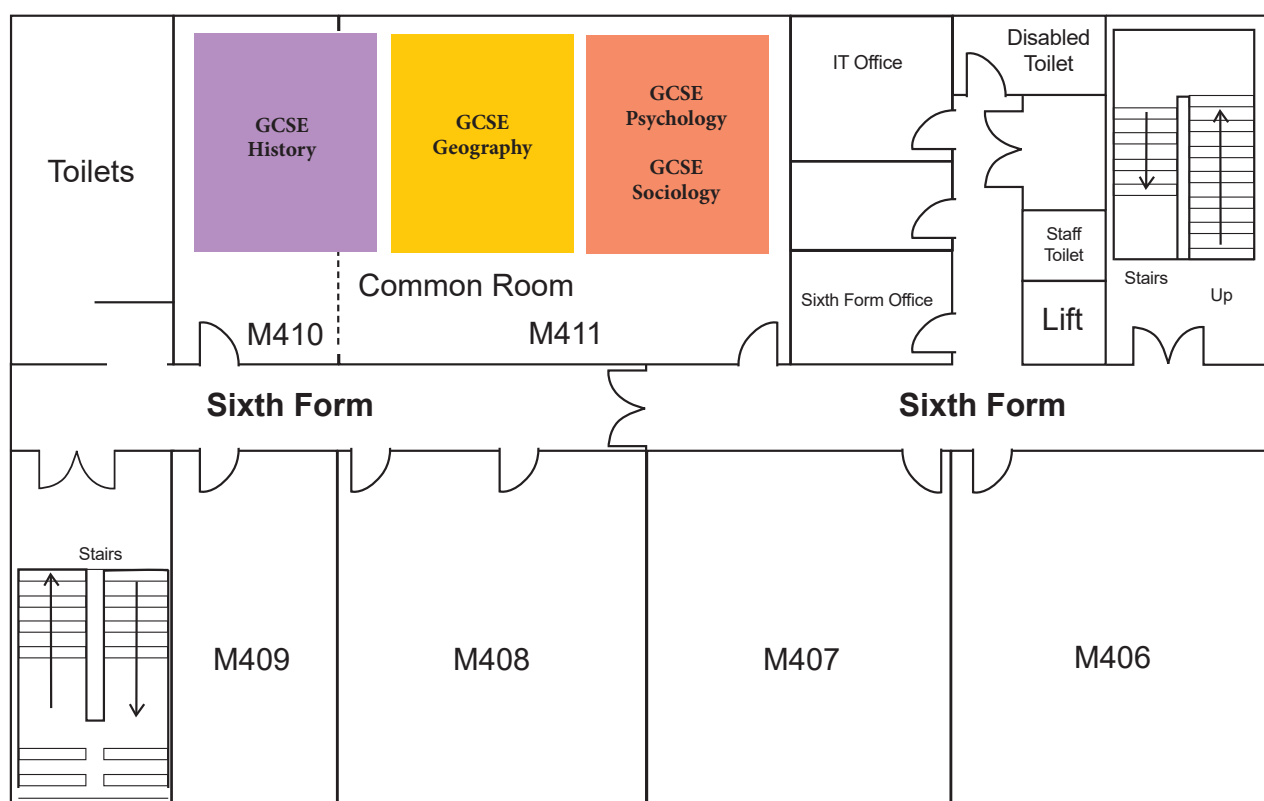 Toilets
GCSE
History
GCSE
Geography
GCSE
Psychology
GCSE
Sociology
IT Office
Disabled
Toilet
Staff
Toilet
Stairs
Up
Common Room
Sixth Form Office
Lift
M410
M411
Sixth Form
Sixth Form
Stairs
M409
M408
M407
M406